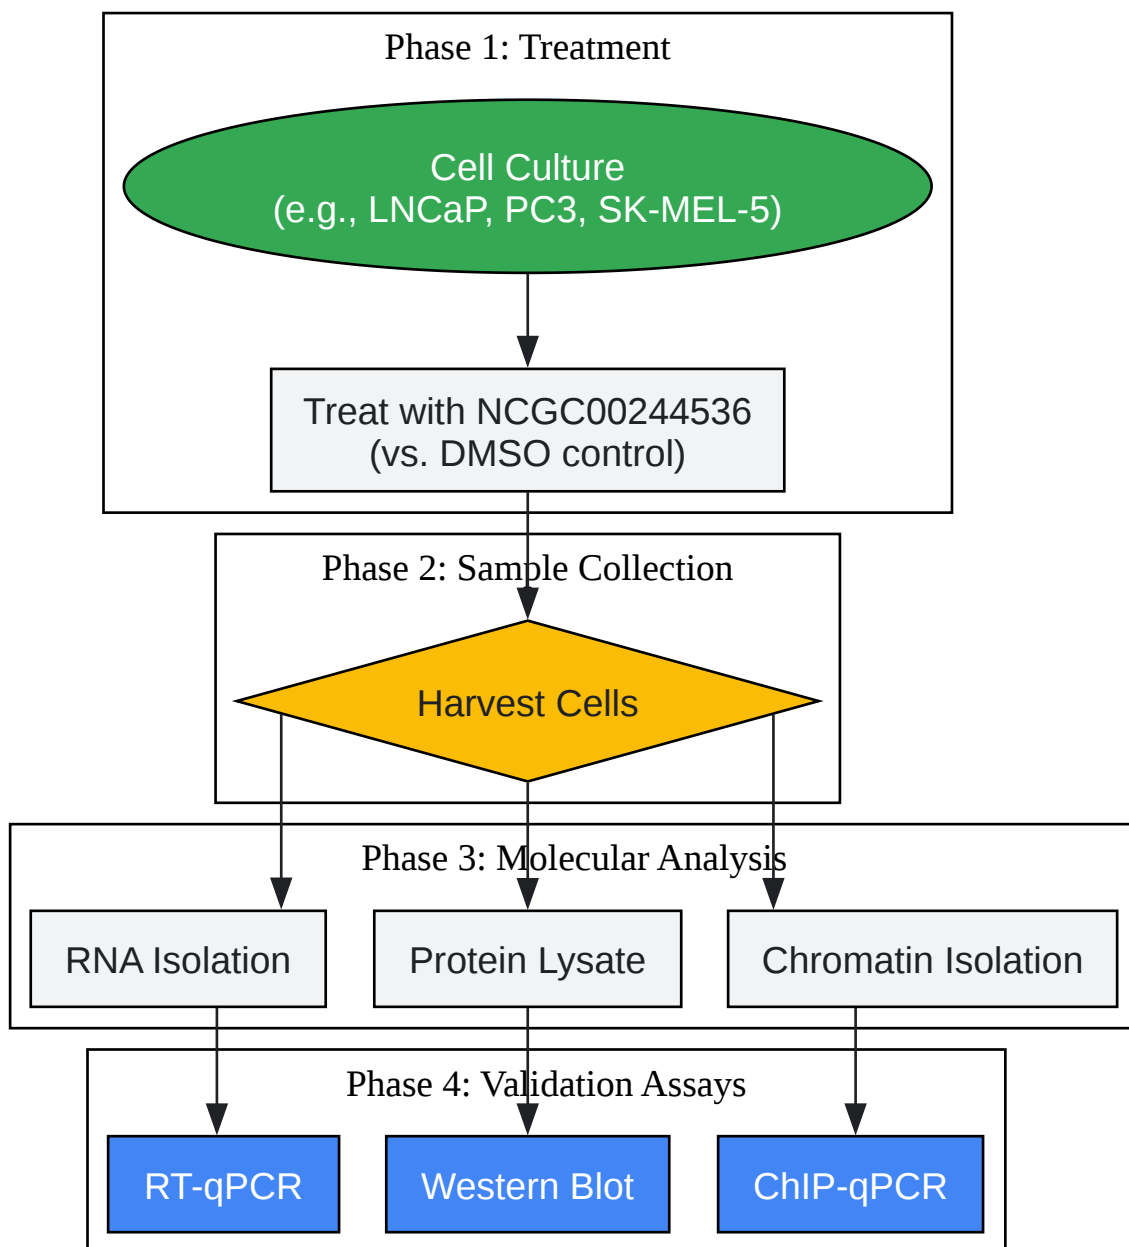 Phase 1: Treatment
Cell Culture
(e.g., LNCaP, PC3, SK-MEL-5)
Treat with NCGC00244536
(vs. DMSO control)
Phase 2: Sample Collection
Harvest Cells
Phase 3: Molecular Analysis
RNA Isolation
Protein Lysate
Chromatin Isolation
Phase 4: Validation Assays
RT-qPCR
Western Blot
ChIP-qPCR